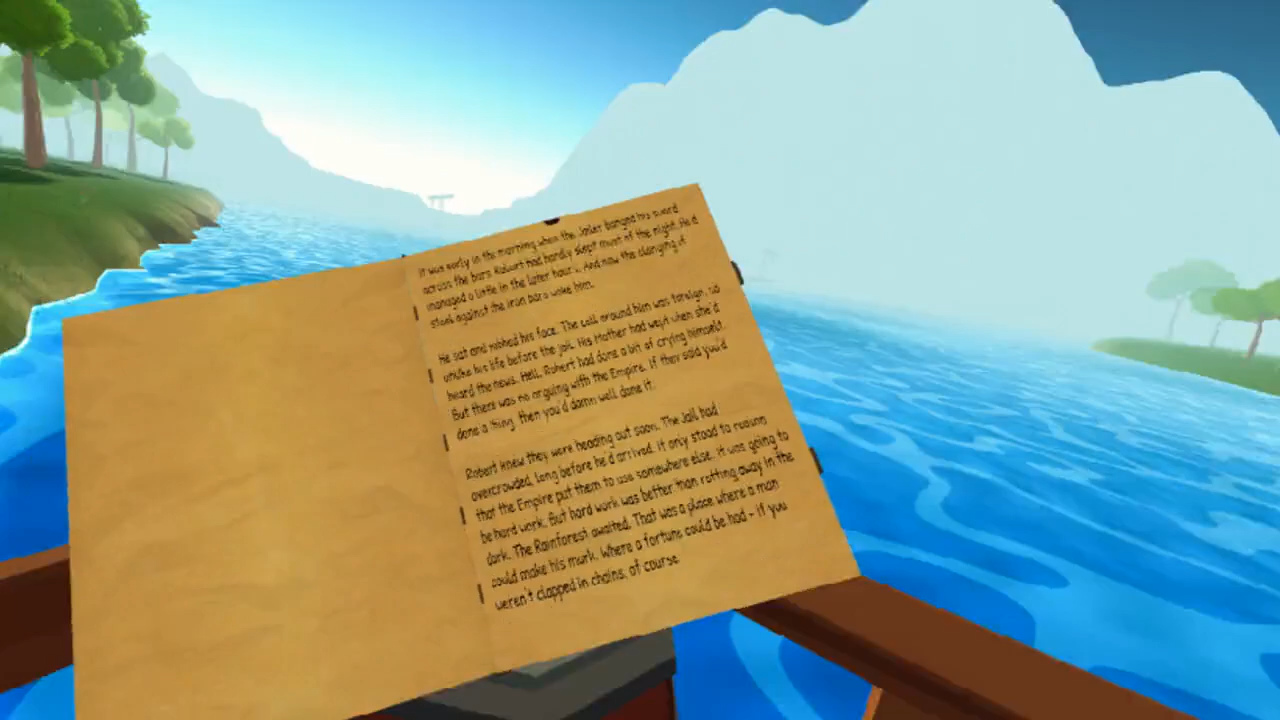 It was early in the morning when the Jailer banged his sword
across the bars. Robert had hardly slept most of the night. He'd
managed a little in the later hours. And now the clanging of
steel against the iron bars woke him.
He sat and rubbed his face. The cell around him was foreign, so
unlike his life before the jail. His Mother had wept when she'd
heard the news. Hell, Robert had done a bit of crying himself.
But there was no arguing with the Empire. If they said you'd
done a thing, then you'd damn well done it.
Robert knew they were heading out soon. The Jail had
overcrowded, long before he'd arrived. It only stood to reason
that the Empire put them to use somewhere else. It was going to
be hard work. But hard work was better than rotting away in the
dark. The Rainforest awaited. That was a place where a man
could make his mark. Where a fortune could be had - if you
weren't clapped in chains, of course.